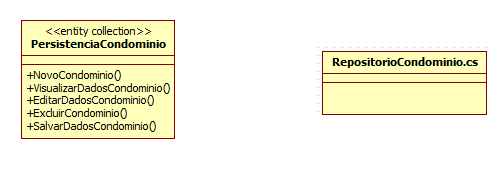 <<entity collection>>
PersistenciaCondominio
+NovoCondominio()
+VisualizarDadosCondominio()
+EditarDadosCondominio()
+ExcluirCondominio()
+SalvarDadosCondominio()
RepositorioCondominio.cs